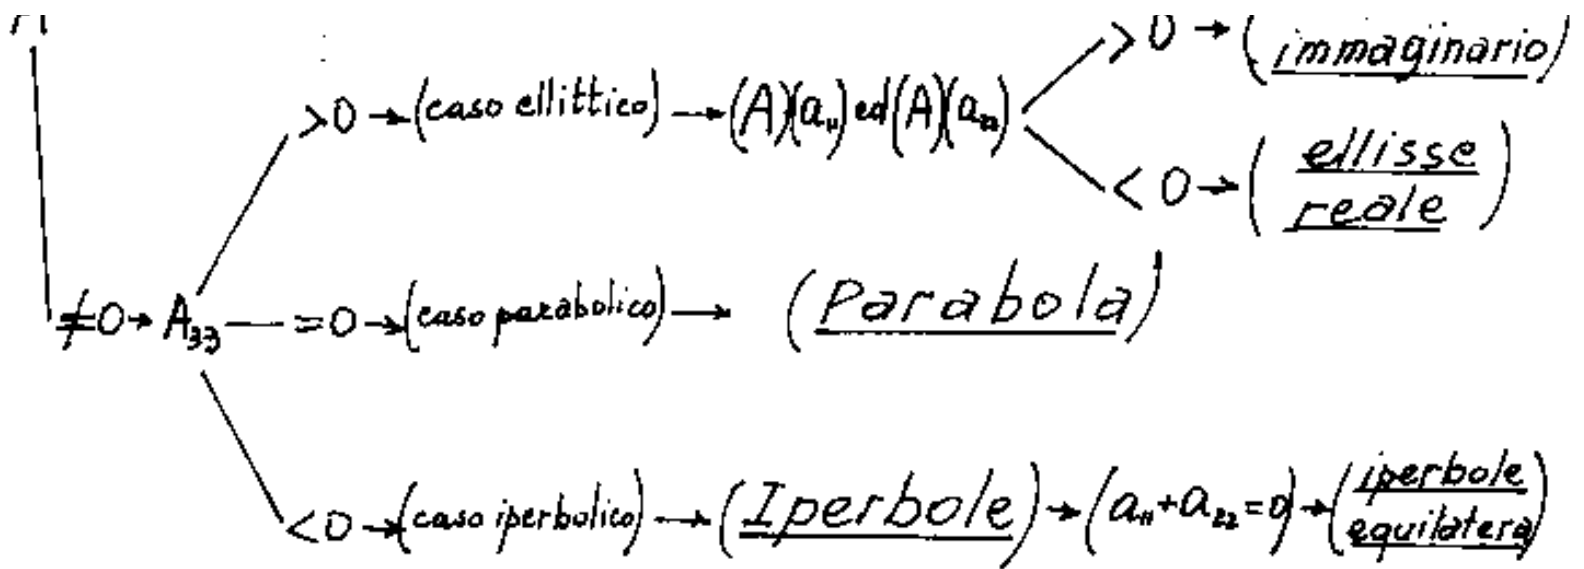 A
> 0 → (immaginario)
> 0 → (caso ellittico) → (A)(a₁₁) ed (A)(a₂₂)
< 0 → (ellisse
reale)
≠ 0 → A₃₃ — = 0 → (caso parabolico) → (Parabola)
< 0 → (caso iperbolico) → (Iperbole) → (a₁₁ + a₂₂ = 0) → (iperbole
equilatera)